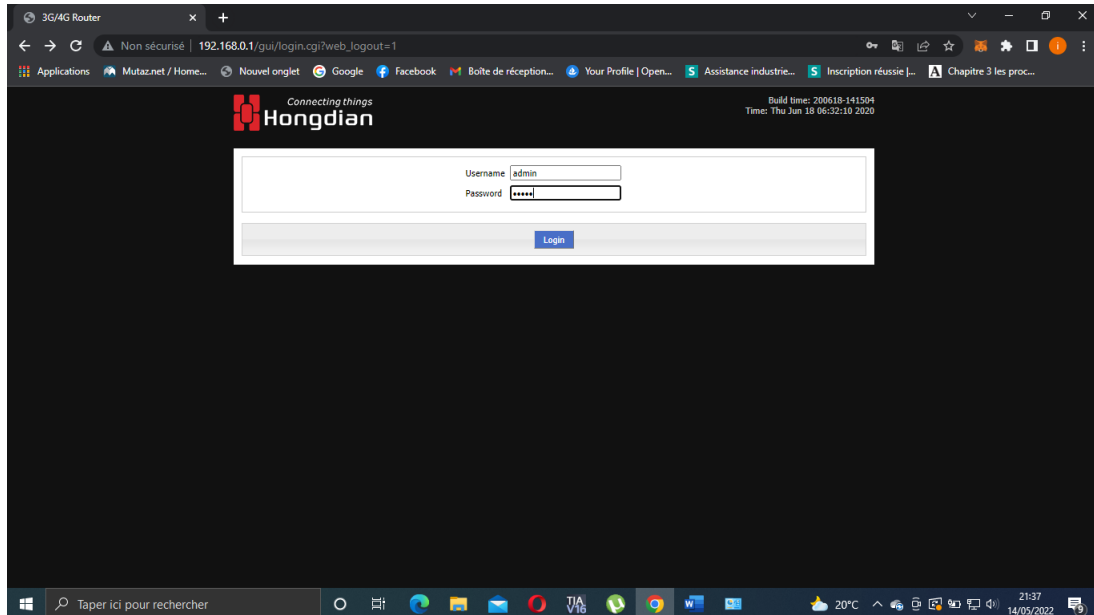 3G/4G Router
Non sécurisé | 192.168.0.1/gui/login.cgi?web_logout=1
Applications Mutaz.net / Home... Nouvel onglet Google Facebook Boîte de réception... Your Profile | Open... Assistance industrie... Inscription réussie |... Chapitre 3 les proc...
Connecting things
Hongdian
Build time: 200618-141504
Time: Thu Jun 18 06:32:10 2020
Username admin
Password •••••
Login
Taper ici pour rechercher
TIA V16
20°C
21:37
14/05/2022
9